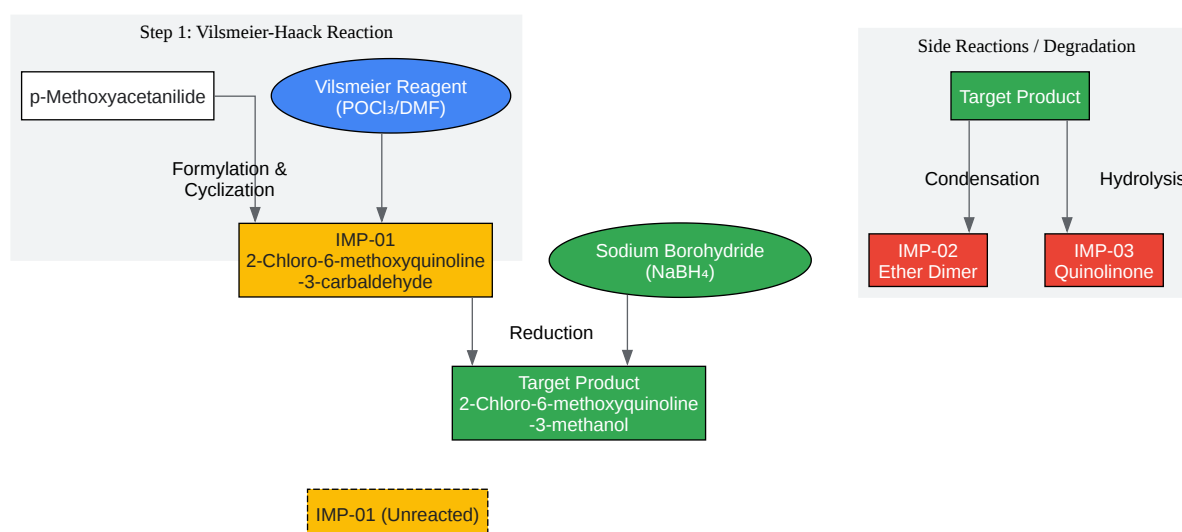 Step 1: Vilsmeier-Haack Reaction
p-Methoxyacetanilide
Vilsmeier Reagent
(POCl₃/DMF)
Formylation &
Cyclization
IMP-01
2-Chloro-6-methoxyquinoline
-3-carbaldehyde
Sodium Borohydride
(NaBH₄)
Reduction
Target Product
2-Chloro-6-methoxyquinoline
-3-methanol
IMP-01 (Unreacted)
Side Reactions / Degradation
Target Product
Condensation
Hydrolysis
IMP-02
Ether Dimer
IMP-03
Quinolinone